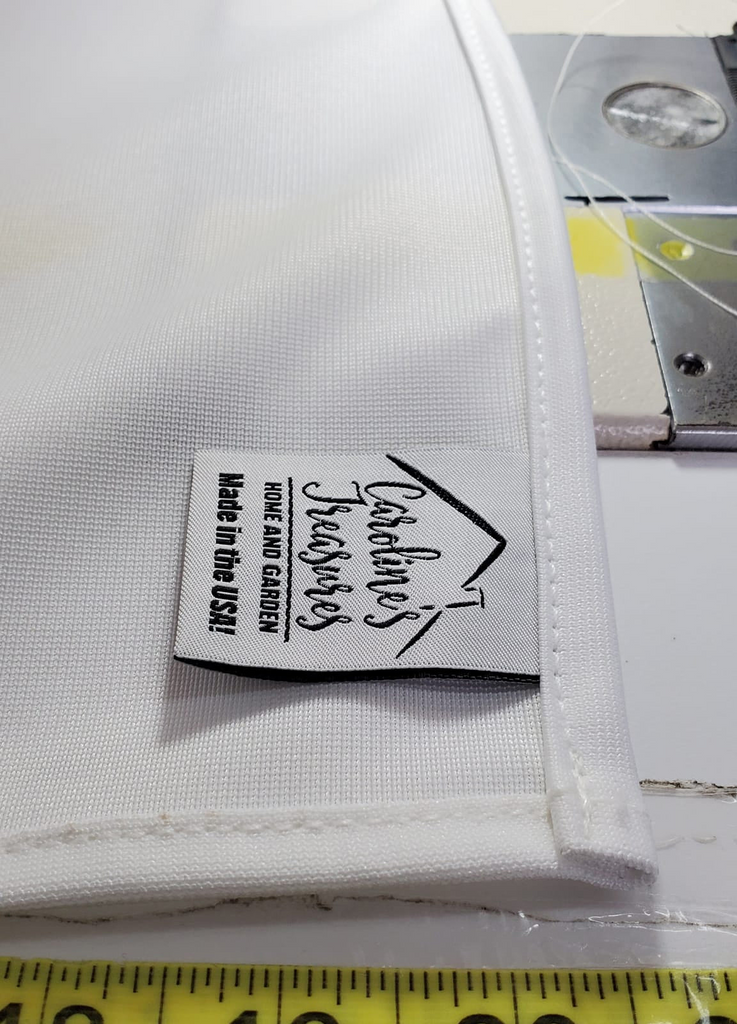 Caroline's
Treasures
HOME AND GARDEN
Made in the USA!